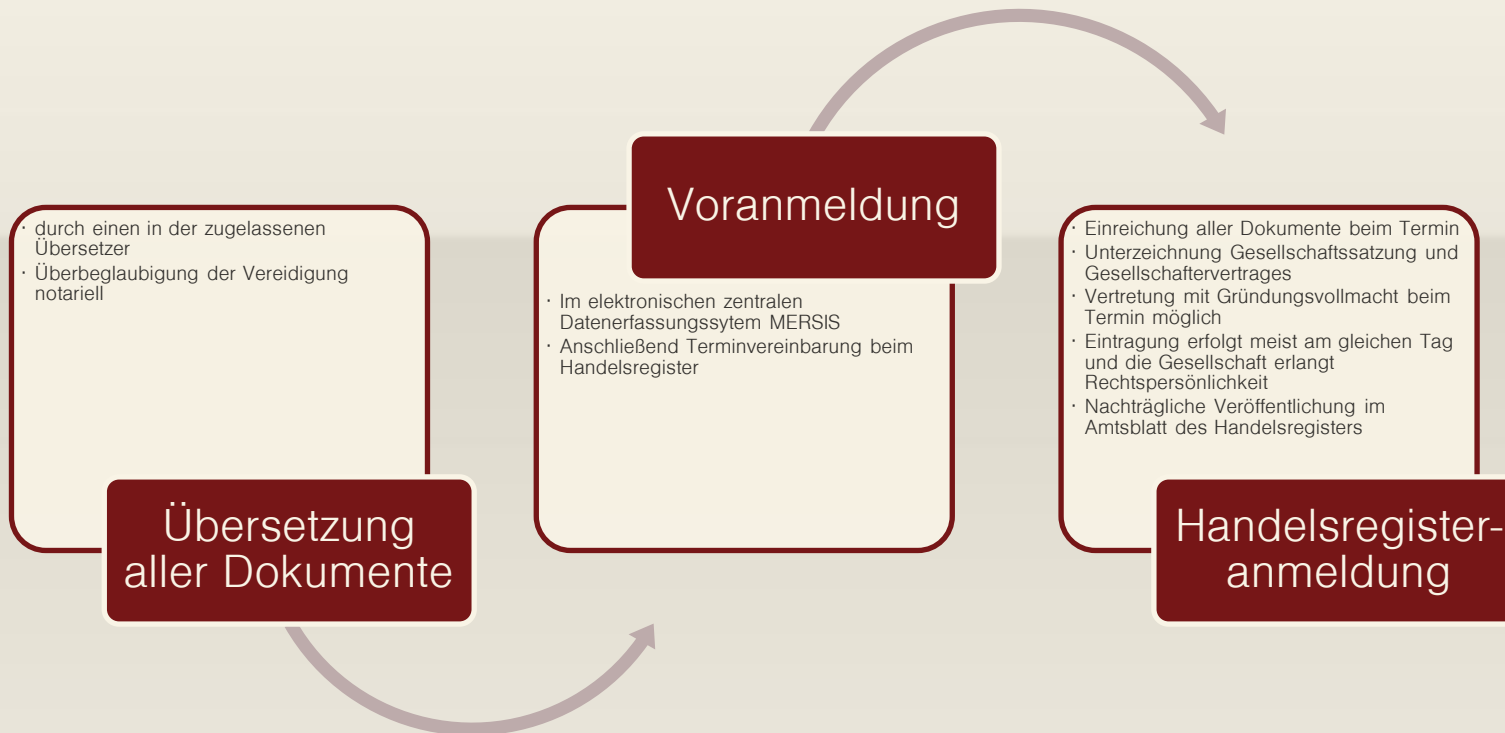 · durch einen in der zugelassenen
Übersetzer
· Überbeglaubigung der Vereidigung
notariell
Übersetzung
aller Dokumente
Voranmeldung
· Im elektronischen zentralen
Datenerfassungssytem MERSIS
· Anschließend Terminvereinbarung beim
Handelsregister
· Einreichung aller Dokumente beim Termin
· Unterzeichnung Gesellschaftssatzung und
Gesellschaftervertrages
· Vertretung mit Gründungsvollmacht beim
Termin möglich
· Eintragung erfolgt meist am gleichen Tag
und die Gesellschaft erlangt
Rechtspersönlichkeit
· Nachträgliche Veröffentlichung im
Amtsblatt des Handelsregisters
Handelsregister-
anmeldung